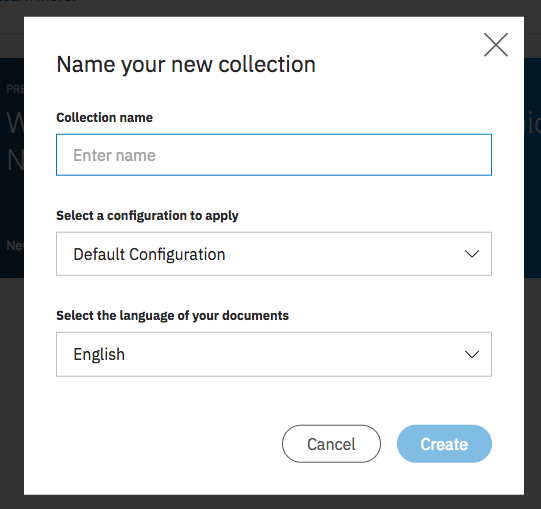 Name your new collection
Collection name
Enter name
Select a configuration to apply
Default Configuration
Select the language of your documents
English
Cancel
Create